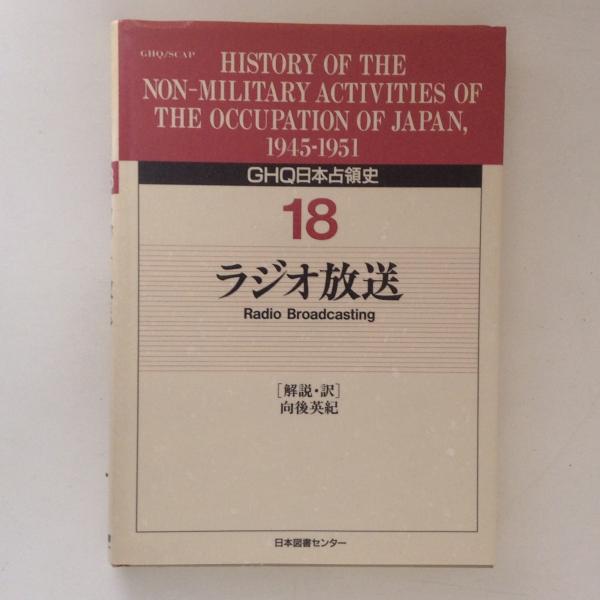 GHQ/SCAP
HISTORY OF THE
NON-MILITARY ACTIVITIES OF
THE OCCUPATION OF JAPAN,
1945-1951
GHQ日本占領史
18
ラジオ放送
Radio Broadcasting
[解説・訳]
向後英紀
日本図書センター